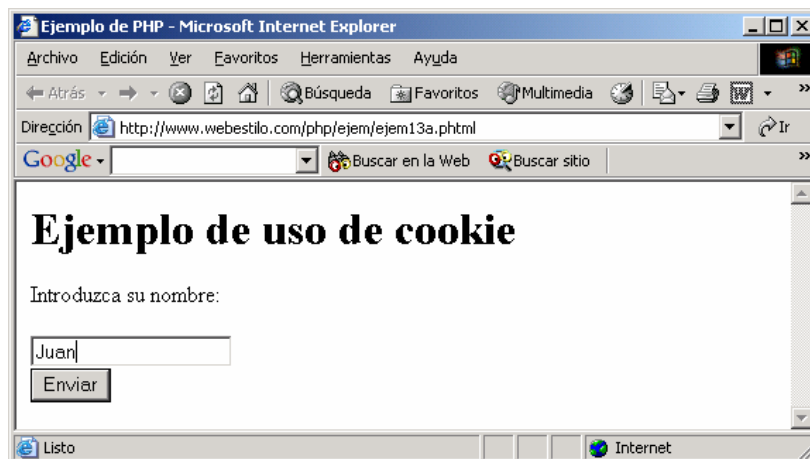 Ejemplo de PHP - Microsoft Internet Explorer
Archivo Edición Ver Favoritos Herramientas Ayuda
Atrás Búsqueda Favoritos Multimedia »
Dirección http://www.webestilo.com/php/ejem/ejem13a.phtml Ir
Google Buscar en la Web Buscar sitio »
Ejemplo de uso de cookie
Introduzca su nombre:
Juan
Enviar
Listo Internet